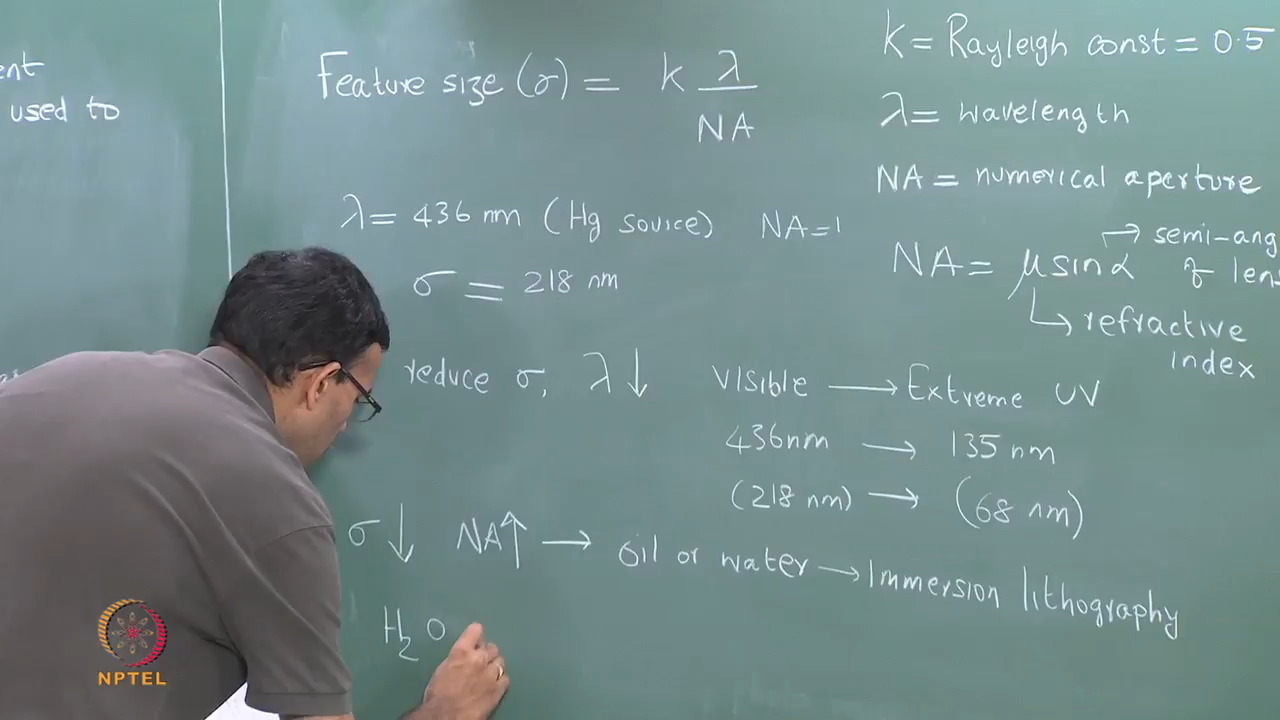 ent
used to
Feature size (σ) = k λ / NA
k = Rayleigh const = 0.5
λ = wavelength
NA = numerical aperture
NA = μ sin α → semi-ang
of lens
↳ refractive
index
λ = 436 nm (Hg source) NA = 1
σ = 218 nm
reduce σ, λ ↓ Visible → Extreme UV
436nm → 135 nm
(218 nm) → (68 nm)
σ ↓ NA ↑ → oil or water → Immersion lithography
H₂O
NPTEL